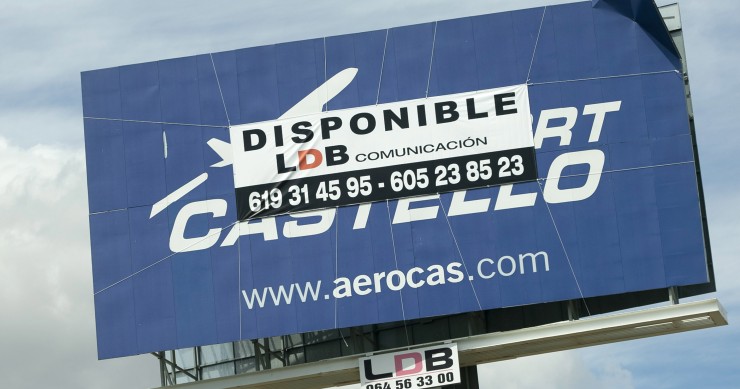 DISPONIBLE
LDB COMUNICACIÓN
619 31 45 95 - 605 23 85 23
RT
CASTELLO
www.aerocas.com
LDB
964 56 33 00